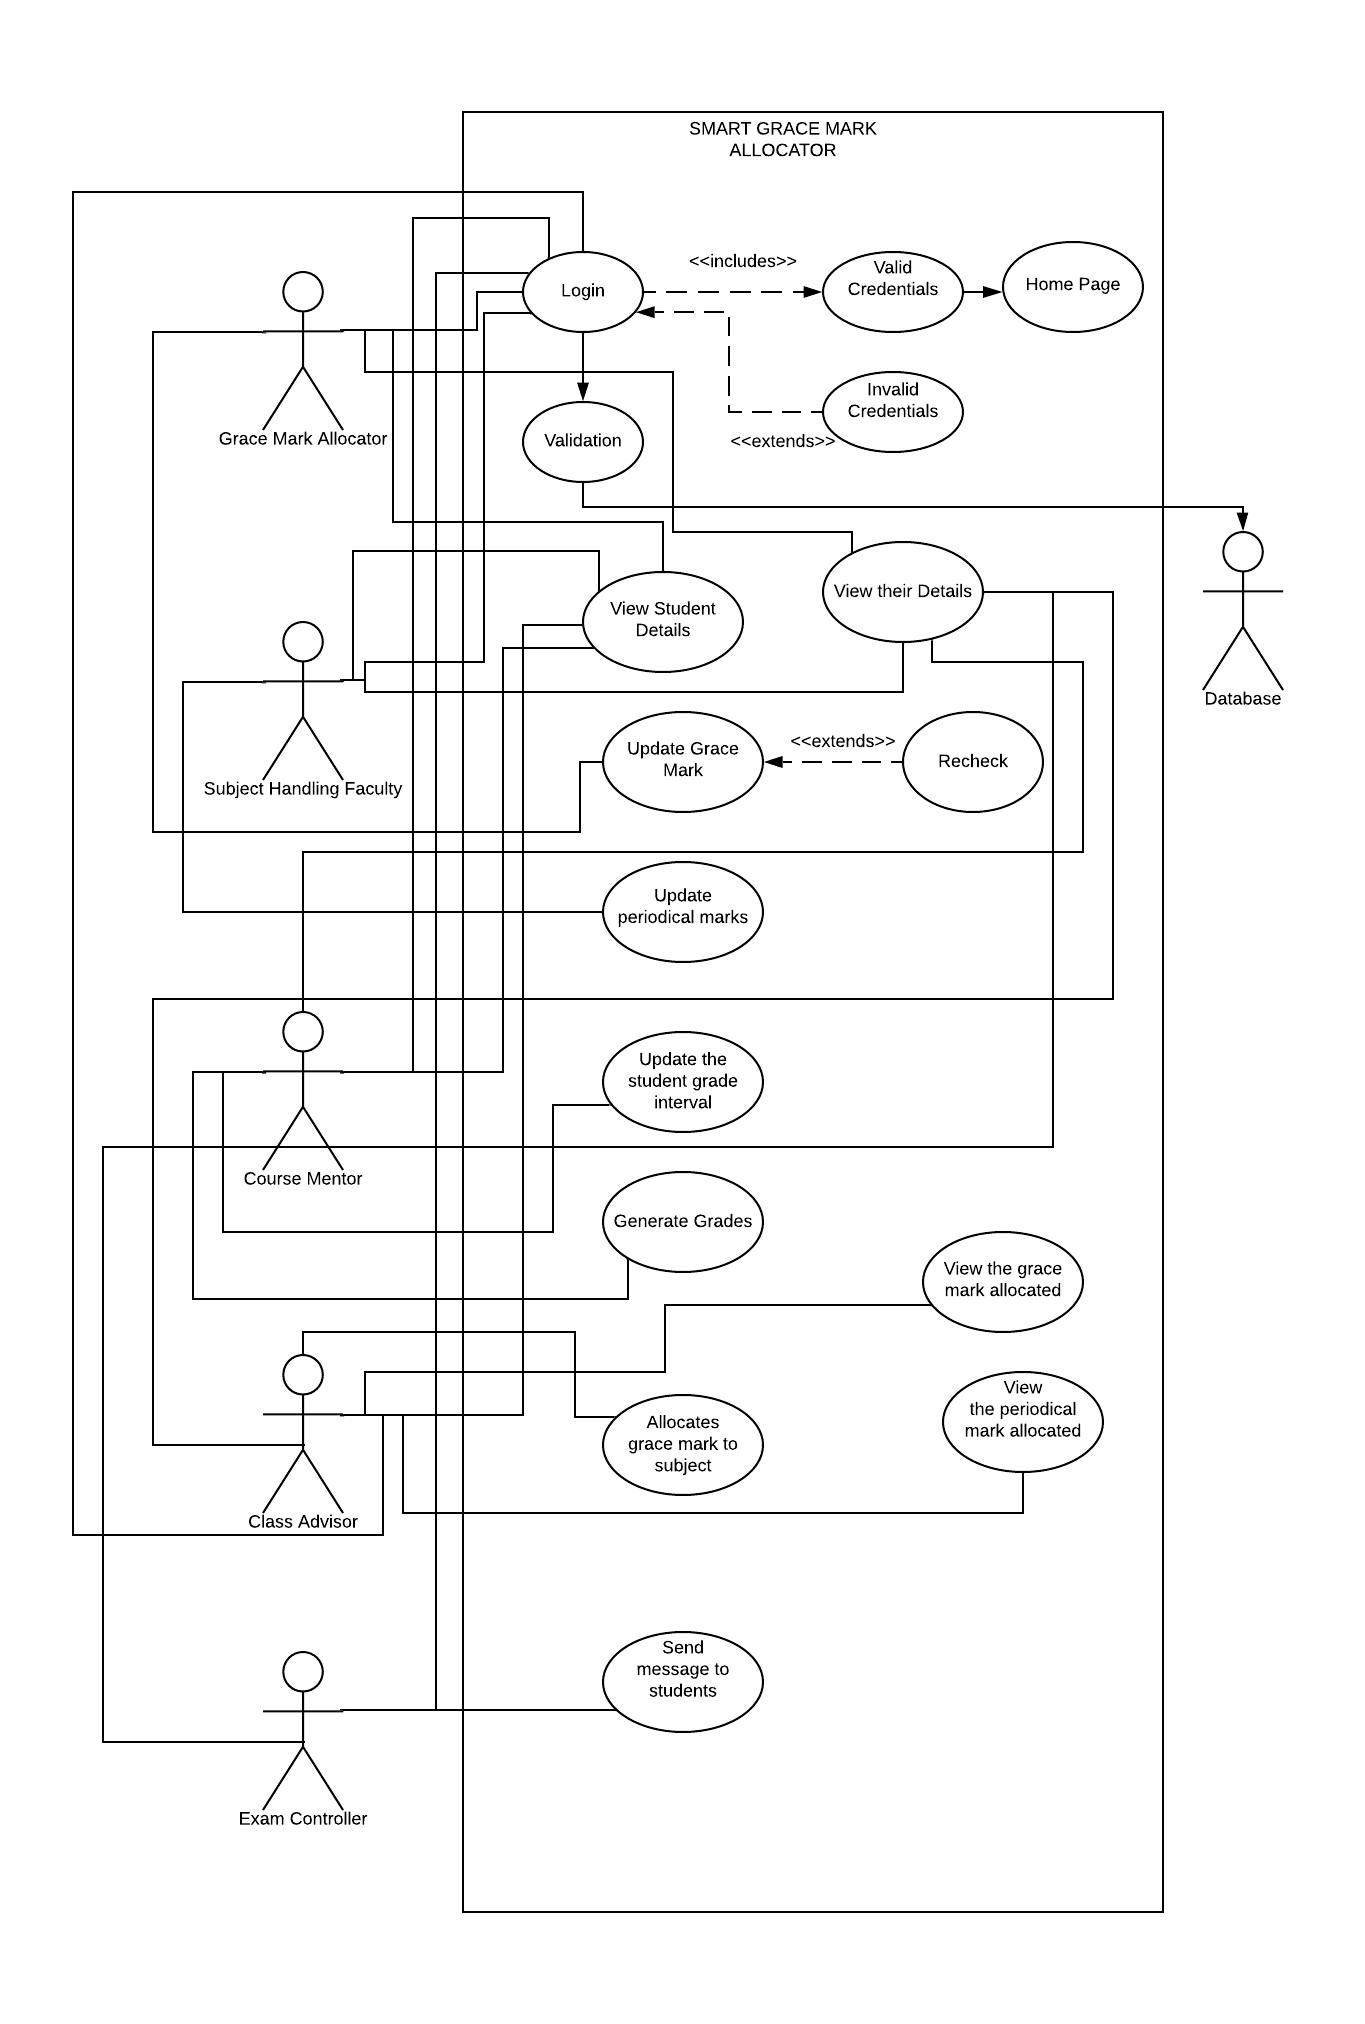 SMART GRACE MARK
ALLOCATOR
<<includes>>
Valid
Credentials
Home Page
Login
Invalid
Credentials
<<extends>>
Validation
Grace Mark Allocator
View Student
Details
View their Details
Database
Subject Handling Faculty
Update Grace
Mark
<<extends>>
Recheck
Update
periodical marks
Update the
student grade
interval
Course Mentor
Generate Grades
View the grace
mark allocated
View
the periodical
mark allocated
Allocates
grace mark to
subject
Class Advisor
Send
message to
students
Exam Controller